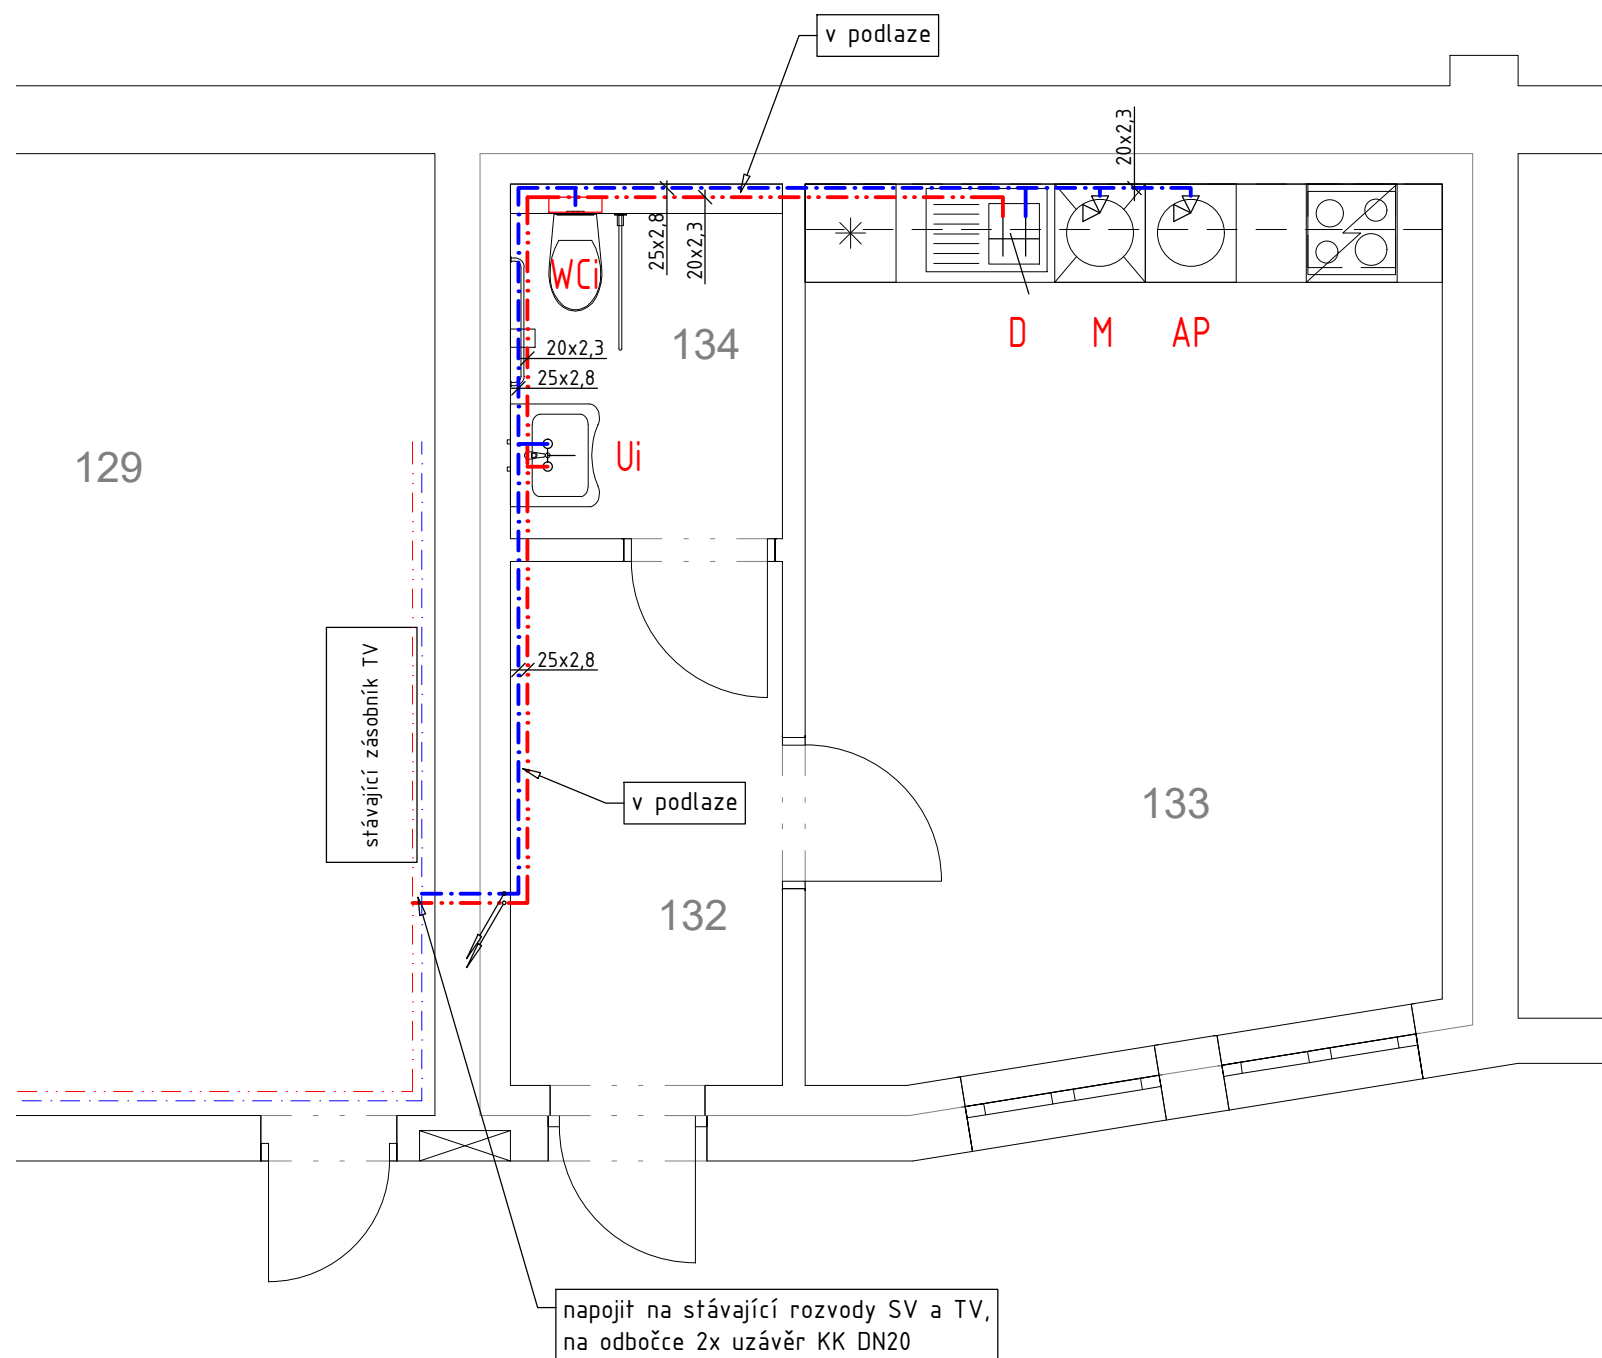 v podlaze
20x2,3
25x2,8
20x2,3
WCi
134
D
M
AP
20x2,3
25x2,8
Ui
129
25x2,8
stávající zásobník TV
v podlaze
133
132
napojit na stávající rozvody SV a TV,
na odbočce 2x uzávěr KK DN20